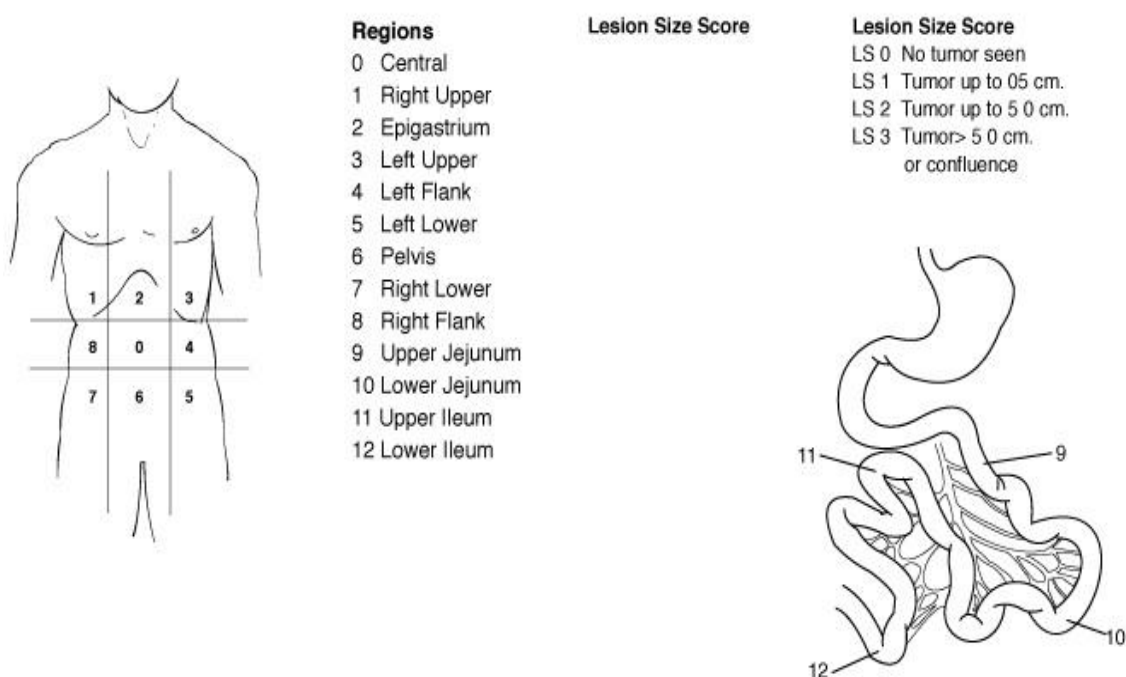 Regions
0 Central
1 Right Upper
2 Epigastrium
3 Left Upper
4 Left Flank
5 Left Lower
6 Pelvis
7 Right Lower
8 Right Flank
9 Upper Jejunum
10 Lower Jejunum
11 Upper Ileum
12 Lower Ileum
Lesion Size Score
Lesion Size Score
LS 0 No tumor seen
LS 1 Tumor up to 05 cm.
LS 2 Tumor up to 5 0 cm.
LS 3 Tumor> 5 0 cm.
or confluence
1 2 3
8 0 4
7 6 5
11
9
10
12